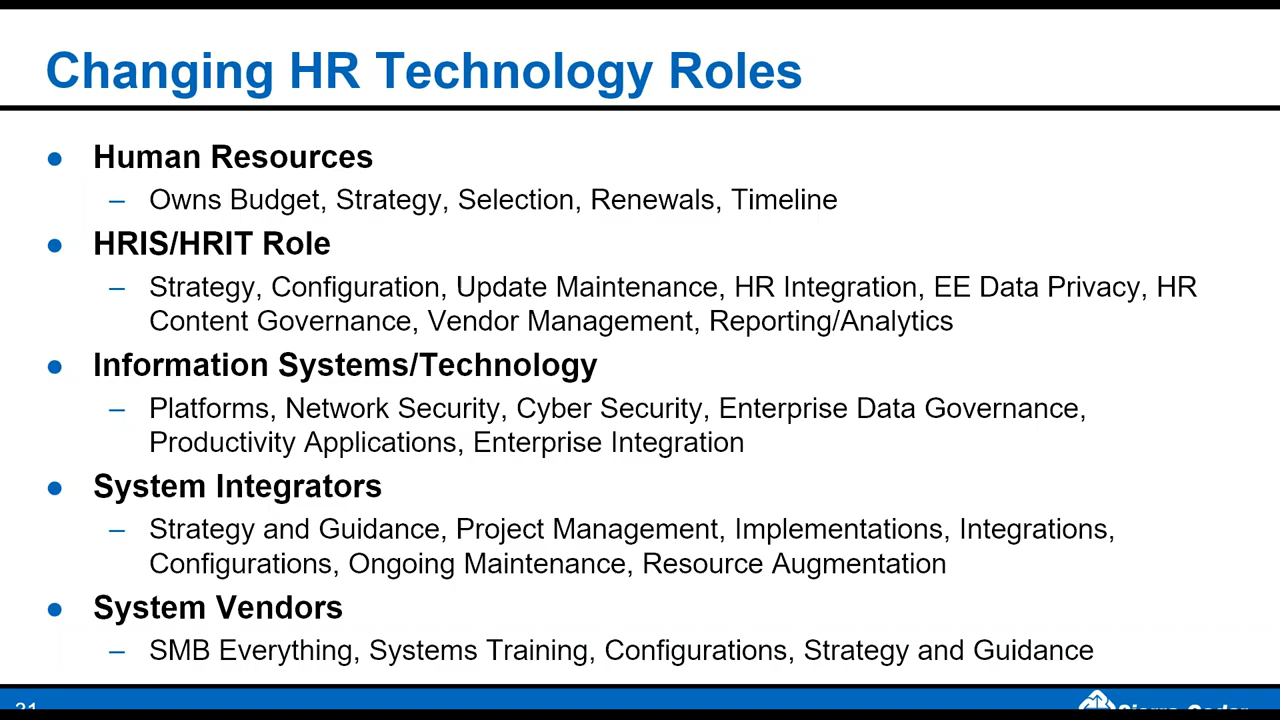 Changing HR Technology Roles
● Human Resources
– Owns Budget, Strategy, Selection, Renewals, Timeline
● HRIS/HRIT Role
– Strategy, Configuration, Update Maintenance, HR Integration, EE Data Privacy, HR
Content Governance, Vendor Management, Reporting/Analytics
● Information Systems/Technology
– Platforms, Network Security, Cyber Security, Enterprise Data Governance,
Productivity Applications, Enterprise Integration
● System Integrators
– Strategy and Guidance, Project Management, Implementations, Integrations,
Configurations, Ongoing Maintenance, Resource Augmentation
● System Vendors
– SMB Everything, Systems Training, Configurations, Strategy and Guidance